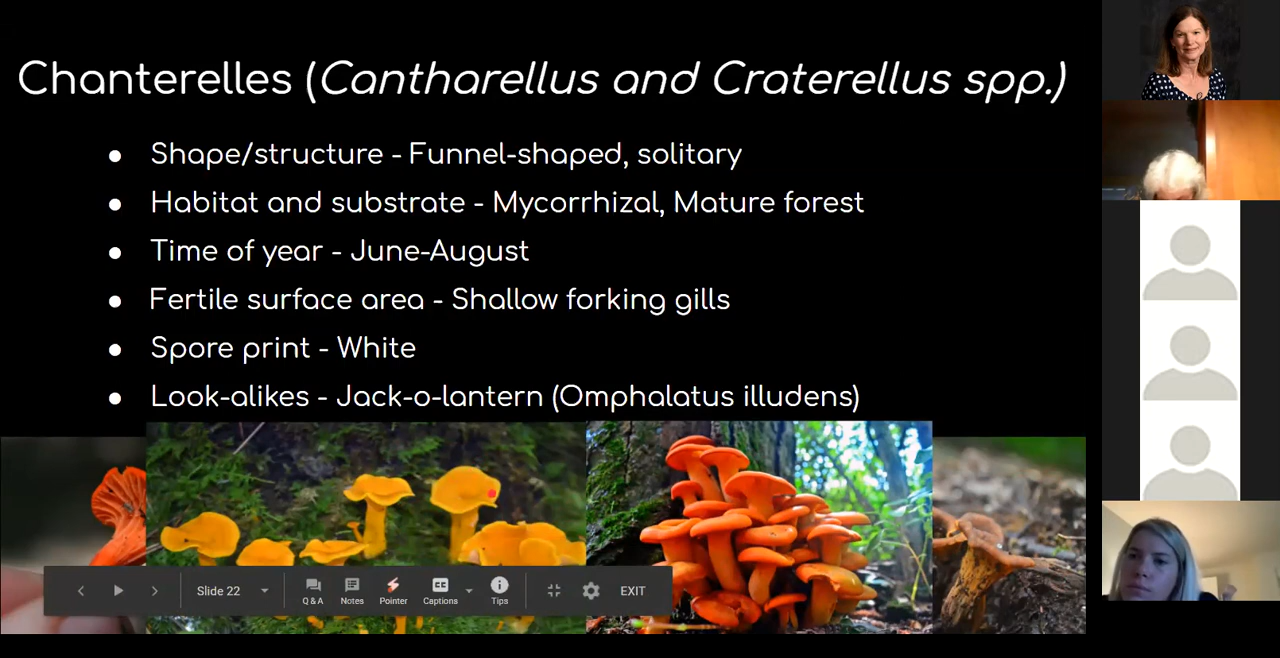 Chanterelles (Cantharellus and Craterellus spp.)
● Shape/structure - Funnel-shaped, solitary
● Habitat and substrate - Mycorrhizal, Mature forest
● Time of year - June-August
● Fertile surface area - Shallow forking gills
● Spore print - White
● Look-alikes - Jack-o-lantern (Omphalatus illudens)
Slide 22
Q & A
Notes
Pointer
CC
Captions
Tips
EXIT